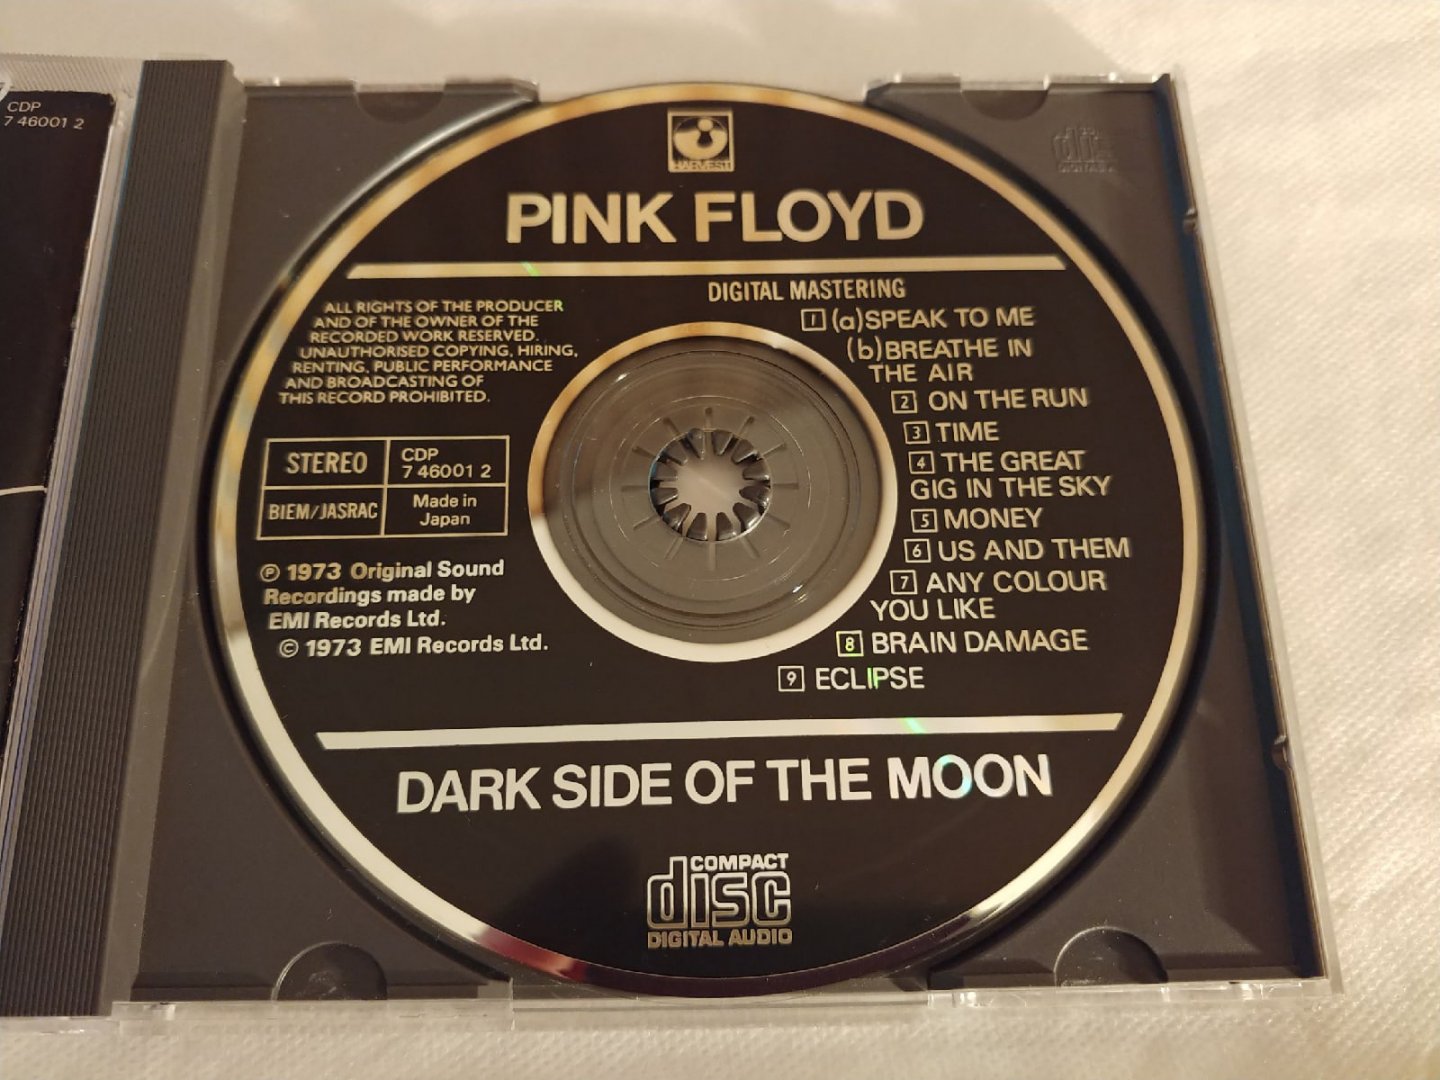 CDP
7 46001 2
HARVEST
PINK FLOYD
DIGITAL MASTERING
ALL RIGHTS OF THE PRODUCER
AND OF THE OWNER OF THE
RECORDED WORK RESERVED.
UNAUTHORISED COPYING, HIRING,
RENTING, PUBLIC PERFORMANCE
AND BROADCASTING OF
THIS RECORD PROHIBITED.
STEREO
CDP
7 46001 2
BIEM/JASRAC
Made in
Japan
℗ 1973 Original Sound
Recordings made by
EMI Records Ltd.
© 1973 EMI Records Ltd.
1 (a)SPEAK TO ME
(b)BREATHE IN
THE AIR
2 ON THE RUN
3 TIME
4 THE GREAT
GIG IN THE SKY
5 MONEY
6 US AND THEM
7 ANY COLOUR
YOU LIKE
8 BRAIN DAMAGE
9 ECLIPSE
DARK SIDE OF THE MOON
COMPACT
disc
DIGITAL AUDIO
disc